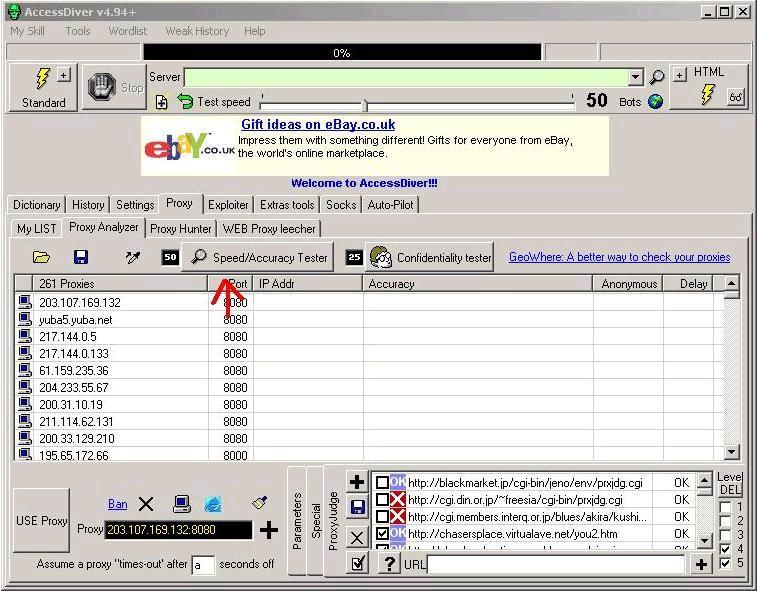 AccessDiver v4.94+
My Skill Tools Wordlist Weak History Help
0%
Standard
+
Stop
Server
+
HTML
Test speed
50 Bots
ebay.co.uk
Gift ideas on eBay.co.uk
Impress them with something different! Gifts for everyone from eBay,
the world's online marketplace.
Welcome to AccessDiver!!!
Dictionary History Settings Proxy Exploiter Extras tools Socks Auto-Pilot
My LIST Proxy Analyzer Proxy Hunter WEB Proxy leecher
50 Speed/Accuracy Tester 25 Confidentiality tester GeoWhere: A better way to check your proxies
261 Proxies Port IP Addr Accuracy Anonymous Delay
203.107.169.132 8080
yuba5.yuba.net 8080
217.144.0.5 8080
217.144.0.133 8080
61.159.235.36 8080
204.233.55.67 8080
200.31.10.19 8080
211.114.62.131 8080
200.33.129.210 8080
195.65.172.66 8000
USE Proxy
Ban
Proxy 203.107.169.132:8080
Assume a proxy "times-out' after a seconds off
Parameters
Special
ProxyJudge
OK http://blackmarket.jp/cgi-bin/jeno/env/prxjdg.cgi OK
http://cgi.din.or.jp/~freesia/cgi-bin/prxjdg.cgi OK
http://cgi.members.interq.or.jp/blues/akira/kushi... OK
OK http://chasersplace.virtualave.net/you2.htm OK
? URL +
Level
DEL
1
2
3
4
5